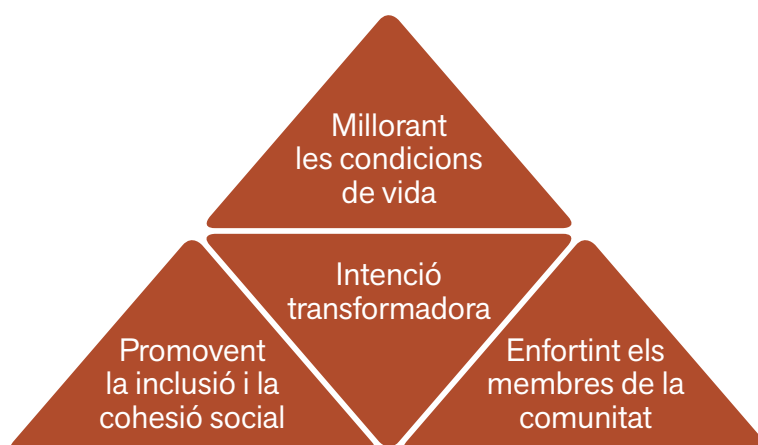 Millorant
les condicions
de vida
Intenció
transformadora
Promovent
la inclusió i la
cohesió social
Enfortint els
membres de la
comunitat